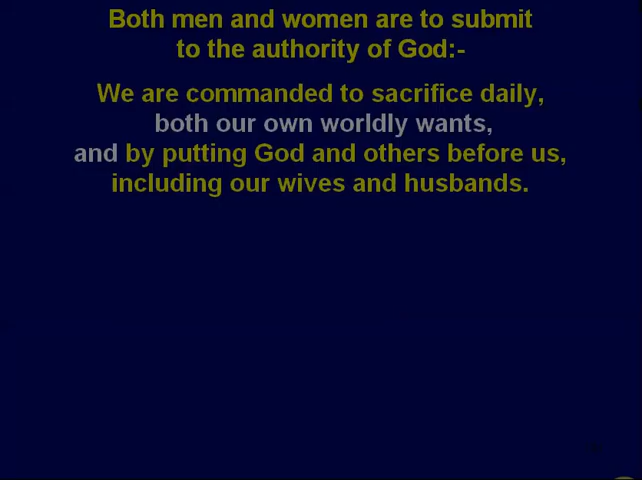 Both men and women are to submit
to the authority of God:-
We are commanded to sacrifice daily,
both our own worldly wants,
and by putting God and others before us,
including our wives and husbands.